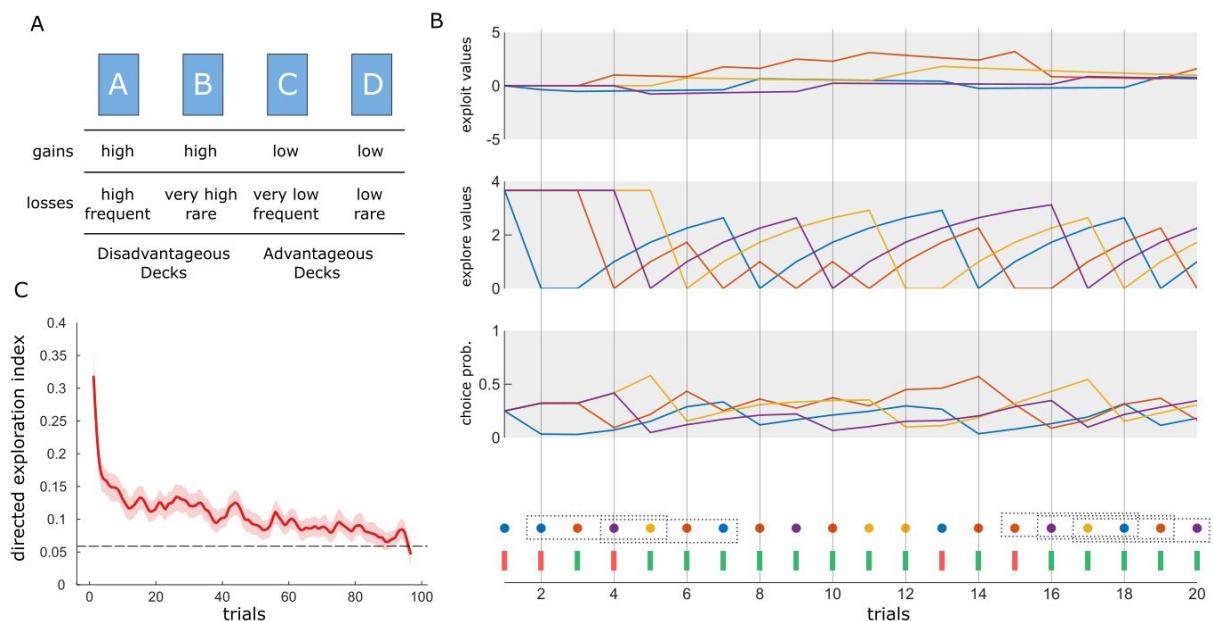 A
A B C D
gains high high low low
losses high frequent very high rare very low frequent low rare
Disadvantageous Decks Advantageous Decks
B
5
0
-5
exploit values
4
2
0
explore values
1
0.5
0
choice prob.
2 4 6 8 10 12 14 16 18 20
trials
C
directed exploration index
0.4
0.35
0.3
0.25
0.2
0.15
0.1
0.05
0
0 20 40 60 80 100
trials